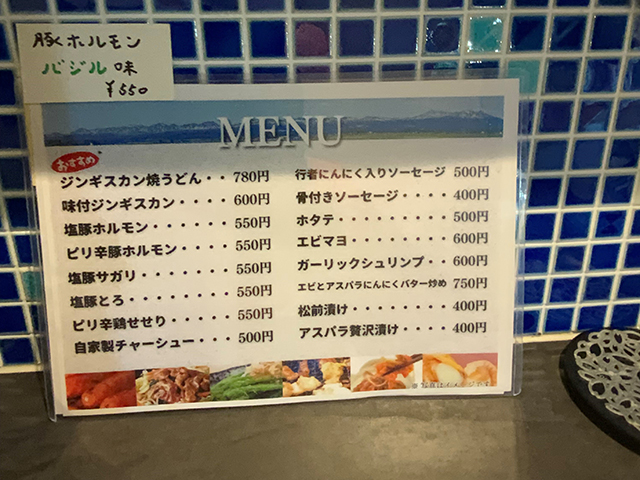 豚ホルモン
バジル味
¥550
MENU
おすすめ
ジンギスカン焼うどん・・780円
味付ジンギスカン・・・・600円
塩豚ホルモン・・・・・・550円
ピリ辛豚ホルモン・・・・550円
塩豚サガリ・・・・・・・550円
塩豚とろ・・・・・・・・550円
ピリ辛鶏せせり・・・・・550円
自家製チャーシュー・・・500円
行者にんにく入りソーセージ 500円
骨付きソーセージ・・・・400円
ホタテ・・・・・・・・・500円
エビマヨ・・・・・・・・600円
ガーリックシュリンプ・・600円
エビとアスパラにんにくバター炒め 750円
松前漬け・・・・・・・・400円
アスパラ贅沢漬け・・・・400円